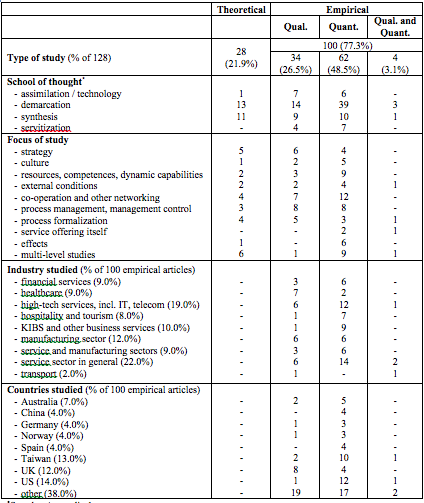 Theoretical Empirical
Qual. Quant. Qual. and Quant.
Type of study (% of 128) 28 (21.9%) 100 (77.3%)
34 (26.5%) 62 (48.5%) 4 (3.1%)
School of thought*
- assimilation / technology 1 7 6 -
- demarcation 13 14 39 3
- synthesis 11 9 10 1
- servitization - 4 7 -
Focus of study
- strategy 5 6 4 -
- culture 1 2 5 -
- resources, competences, dynamical capabilities 2 3 9 -
- external conditions 2 2 4 1
- co-operation and other networking 4 7 12 -
- process management, management control 3 8 8 -
- process formalization 4 5 3 1
- service offering itself - - 2 1
- effects 1 - 6 -
- multi-level studies 6 1 9 1
Industry studied (% of 100 empirical articles)
- financial services (9.0%) - 3 6 -
- healthcare (9.0%) - 7 2 -
- high-tech services, incl. IT, telecom (19.0%) - 6 12 1
- hospitality and tourism (8.0%) - 1 7 -
- KIBS and other business services (10.0%) - 1 9 -
- manufacturing sector (12.0%) - 6 6 -
- service and manufacturing sectors (9.0%) - 3 6 -
- service sector in general (22.0%) - 6 14 2
- transport (2.0%) - 1 - 1
Countries studied (% of 100 empirical articles)
- Australia (7.0%) - 2 5 -
- China (4.0%) - - 4 -
- Germany (4.0%) - 1 3 -
- Norway (4.0%) - 1 3 -
- Spain (4.0%) - - 4 -
- Taiwan (13.0%) - 2 10 1
- UK (12.0%) - 8 4 -
- US (14.0%) - 1 12 1
- other (38.0%) - 19 17 2